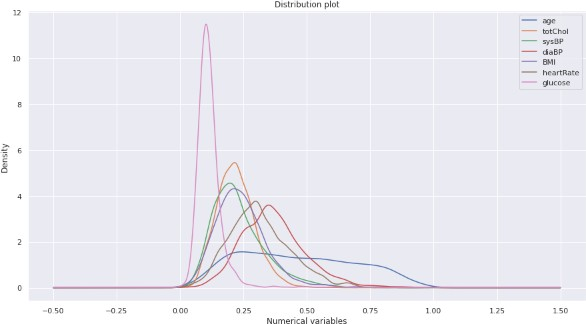 Distribution plot
12
10
8
6
4
2
0
Density
age
totChol
sysBP
diaBP
BMI
heartRate
glucose
−0.50 −0.25 0.00 0.25 0.50 0.75 1.00 1.25 1.50
Numerical variables